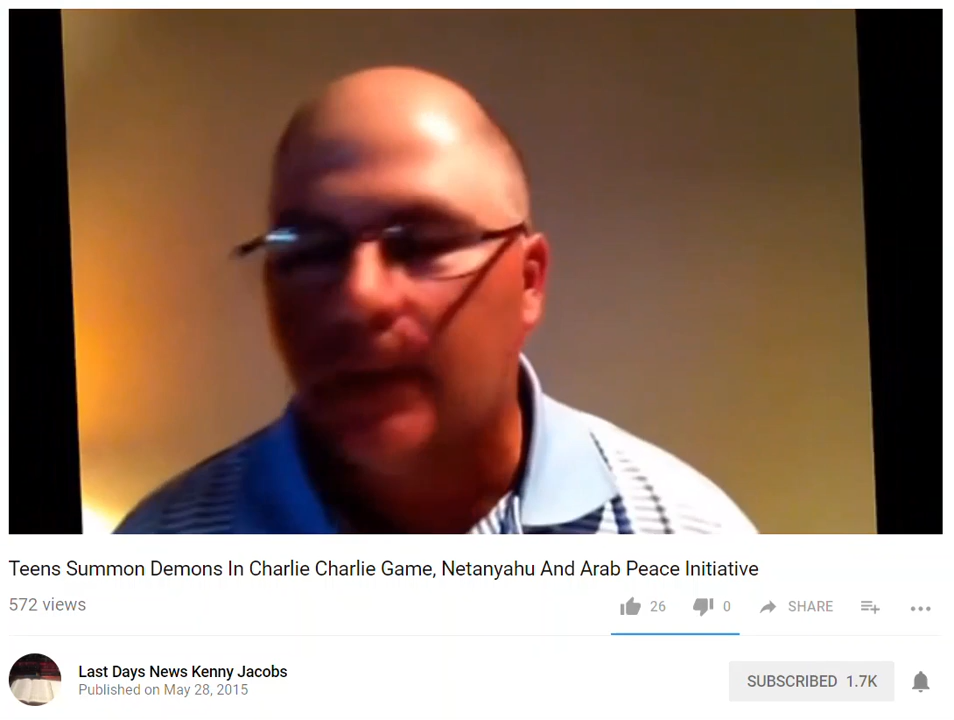 Teens Summon Demons In Charlie Charlie Game, Netanyahu And Arab Peace Initiative
572 views
26
0
SHARE
Last Days News Kenny Jacobs
Published on May 28, 2015
SUBSCRIBED 1.7K